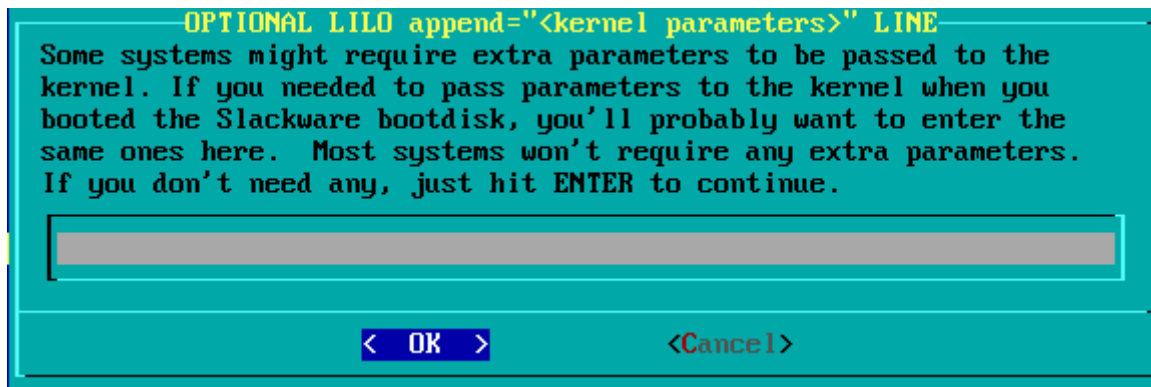 OPTIONAL LILO append="<kernel parameters>" LINE
Some systems might require extra parameters to be passed to the
kernel. If you needed to pass parameters to the kernel when you
booted the Slackware bootdisk, you'll probably want to enter the
same ones here.  Most systems won't require any extra parameters.
If you don't need any, just hit ENTER to continue.
<  OK  > <Cancel>